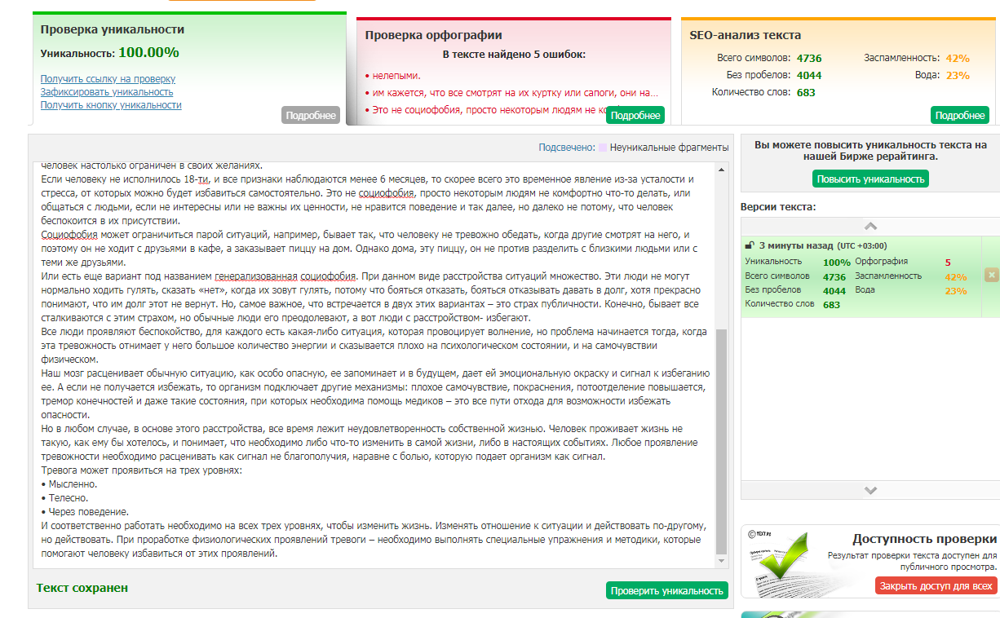 Проверка уникальности
Уникальность: 100.00%
Получить ссылку на проверку
Зафиксировать уникальность
Получить кнопку уникальности
Подробнее
Проверка орфографии
В тексте найдено 5 ошибок:
• нелепыми.
• им кажется, что все смотрят на их куртку или сапоги, они на...
• Это не социофобия, просто некоторым людям не
Подробнее
SEO-анализ текста
Всего символов: 4736 Заспамленность: 42%
Без пробелов: 4044 Вода: 23%
Количество слов: 683
Подробнее
Подсвечено: Неуникальные фрагменты
человек настолько ограничен в своих желаниях.
Если человеку не исполнилось 18-ти, и все признаки наблюдаются менее 6 месяцев, то скорее всего это временное явление из-за усталости и
стресса, от которых можно будет избавиться самостоятельно. Это не социофобия, просто некоторым людям не комфортно что-то делать, или
общаться с людьми, если не интересны или не важны их ценности, не нравится поведение и так далее, но далеко не потому, что человек
беспокоится в их присутствии.
Социофобия может ограничиться парой ситуаций, например, бывает так, что человеку не тревожно обедать, когда другие смотрят на него, и
поэтому он не ходит с друзьями в кафе, а заказывает пиццу на дом. Однако дома, эту пиццу, он не против разделить с близкими людьми или с
теми же друзьями.
Или есть еще вариант под названием генерализованная социофобия. При данном виде расстройства ситуаций множество. Эти люди не могут
нормально ходить гулять, сказать «нет», когда их зовут гулять, потому что бояться отказать, бояться отказывать давать в долг, хотя прекрасно
понимают, что им долг этот не вернут. Но, самое важное, что встречается в двух этих вариантах – это страх публичности. Конечно, бывает все
сталкиваются с этим страхом, но обычные люди его преодолевают, а вот люди с расстройством- избегают.
Все люди проявляют беспокойство, для каждого есть какая-либо ситуация, которая провоцирует волнение, но проблема начинается тогда, когда
эта тревожность отнимает у него большое количество энергии и сказывается плохо на психологическом состоянии, и на самочувствии
физическом.
Наш мозг расценивает обычную ситуацию, как особо опасную, ее запоминает и в будущем, дает ей эмоциональную окраску и сигнал к избеганию
ее. А если не получается избежать, то организм подключает другие механизмы: плохое самочувствие, покраснения, потоотделение повышается,
тремор конечностей и даже такие состояния, при которых необходима помощь медиков – это все пути отхода для возможности избежать
опасности.
Но в любом случае, в основе этого расстройства, все время лежит неудовлетворенность собственной жизнью. Человек проживает жизнь не
такую, как ему бы хотелось, и понимает, что необходимо либо что-то изменить в самой жизни, либо в настоящих событиях. Любое проявление
тревожности необходимо расценивать как сигнал не благополучия, наравне с болью, которую подает организм как сигнал.
Тревога может проявиться на трех уровнях:
• Мысленно.
• Телесно.
• Через поведение.
И соответственно работать необходимо на всех трех уровнях, чтобы изменить жизнь. Изменять отношение к ситуации и действовать по-другому,
но действовать. При проработке физиологических проявлений тревоги – необходимо выполнять специальные упражнения и методики, которые
помогают человеку избавиться от этих проявлений.
Текст сохранен
Проверить уникальность
Вы можете повысить уникальность текста на
нашей Бирже рерайтинга.
Повысить уникальность
Версии текста:
3 минуты назад (UTC +03:00)
Уникальность 100% Орфография 5
Всего символов 4736 Заспамленность 42%
Без пробелов 4044 Вода 23%
Количество слов 683
© TEXT.RU
Доступность проверки
Результат проверки текста доступен для
публичного просмотра.
Закрыть доступ для всех